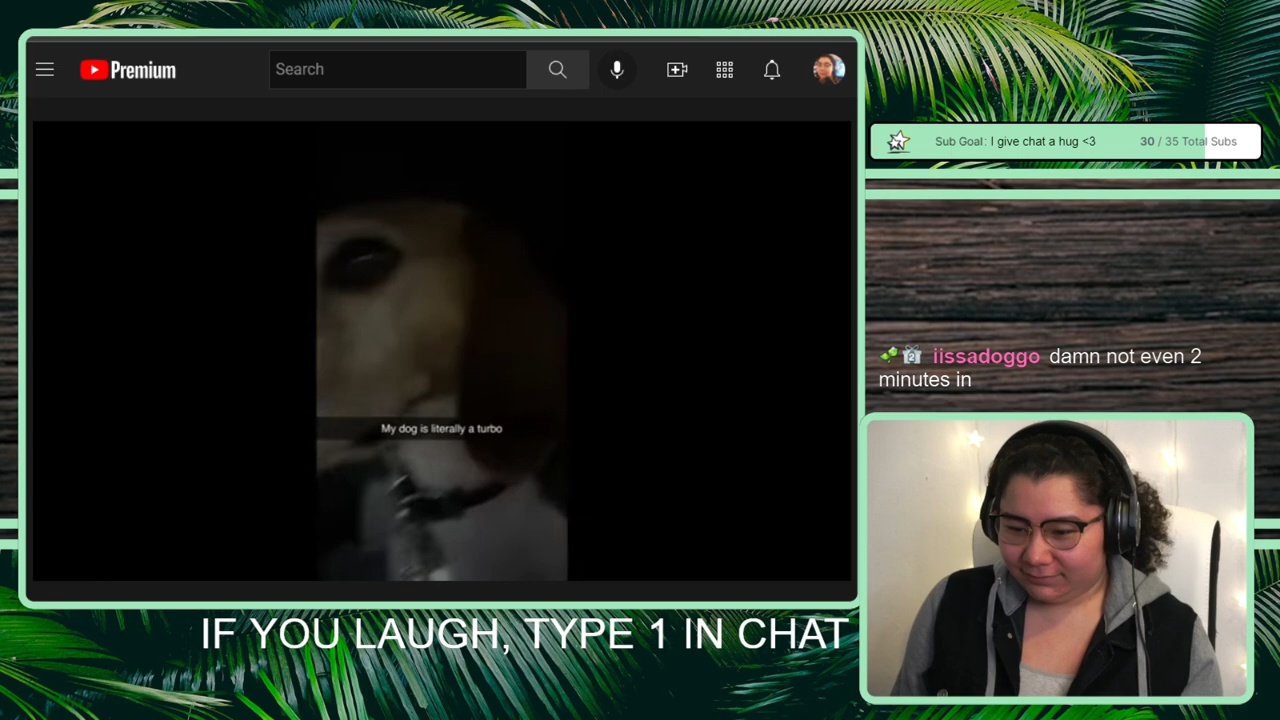 Premium
Search
Sub Goal: I give chat a hug <3 30 / 35 Total Subs
2 iissadoggo damn not even 2
minutes in
My dog is literally a turbo
IF YOU LAUGH, TYPE 1 IN CHAT